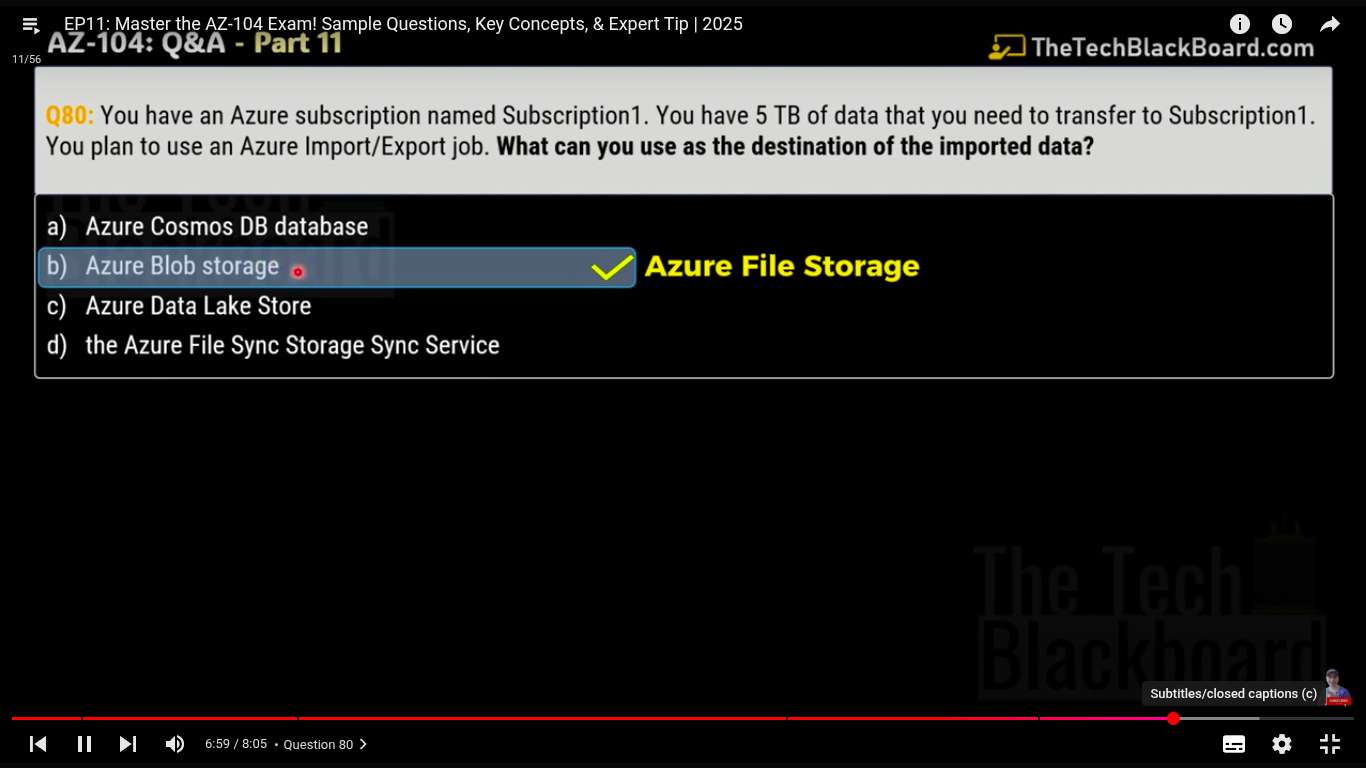 EP11: Master the AZ-104 Exam! Sample Questions, Key Concepts, & Expert Tip | 2025
AZ-104: Q&A - Part 11
TheTechBlackBoard.com
11/56
Q80: You have an Azure subscription named Subscription1. You have 5 TB of data that you need to transfer to Subscription1.
You plan to use an Azure Import/Export job. What can you use as the destination of the imported data?
a) Azure Cosmos DB database
b) Azure Blob storage
Azure File Storage
c) Azure Data Lake Store
d) the Azure File Sync Storage Sync Service
The Tech
Blackboard
Subtitles/closed captions (c)
6:59 / 8:05 • Question 80